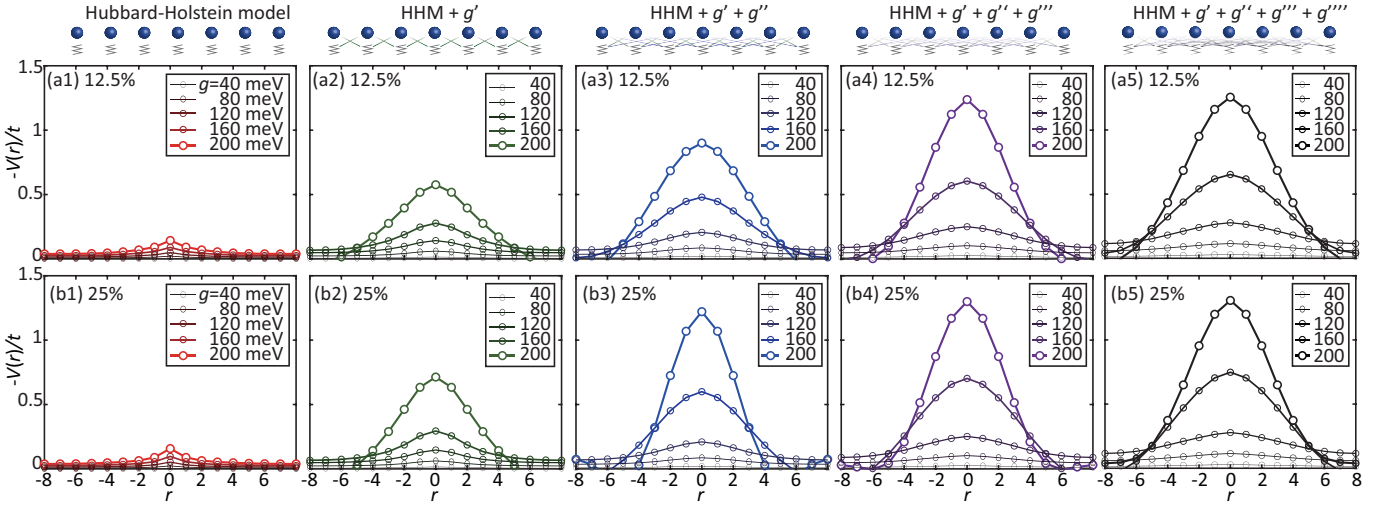 Hubbard-Holstein model
HHM + g'
HHM + g' + g''
HHM + g' + g'' + g'''
HHM + g' + g'' + g''' + g''''
-V(r)/t
1.5
1
0.5
0
(a1) 12.5%
g=40 meV
80 meV
120 meV
160 meV
200 meV
(a2) 12.5%
40
80
120
160
200
(a3) 12.5%
40
80
120
160
200
(a4) 12.5%
40
80
120
160
200
(a5) 12.5%
40
80
120
160
200
-V(r)/t
1.5
1
0.5
0
(b1) 25%
g=40 meV
80 meV
120 meV
160 meV
200 meV
(b2) 25%
40
80
120
160
200
(b3) 25%
40
80
120
160
200
(b4) 25%
40
80
120
160
200
(b5) 25%
40
80
120
160
200
-8 -6 -4 -2 0 2 4 6
-8 -6 -4 -2 0 2 4 6
-8 -6 -4 -2 0 2 4 6
-8 -6 -4 -2 0 2 4 6
-8 -6 -4 -2 0 2 4 6 8
r
r
r
r
r